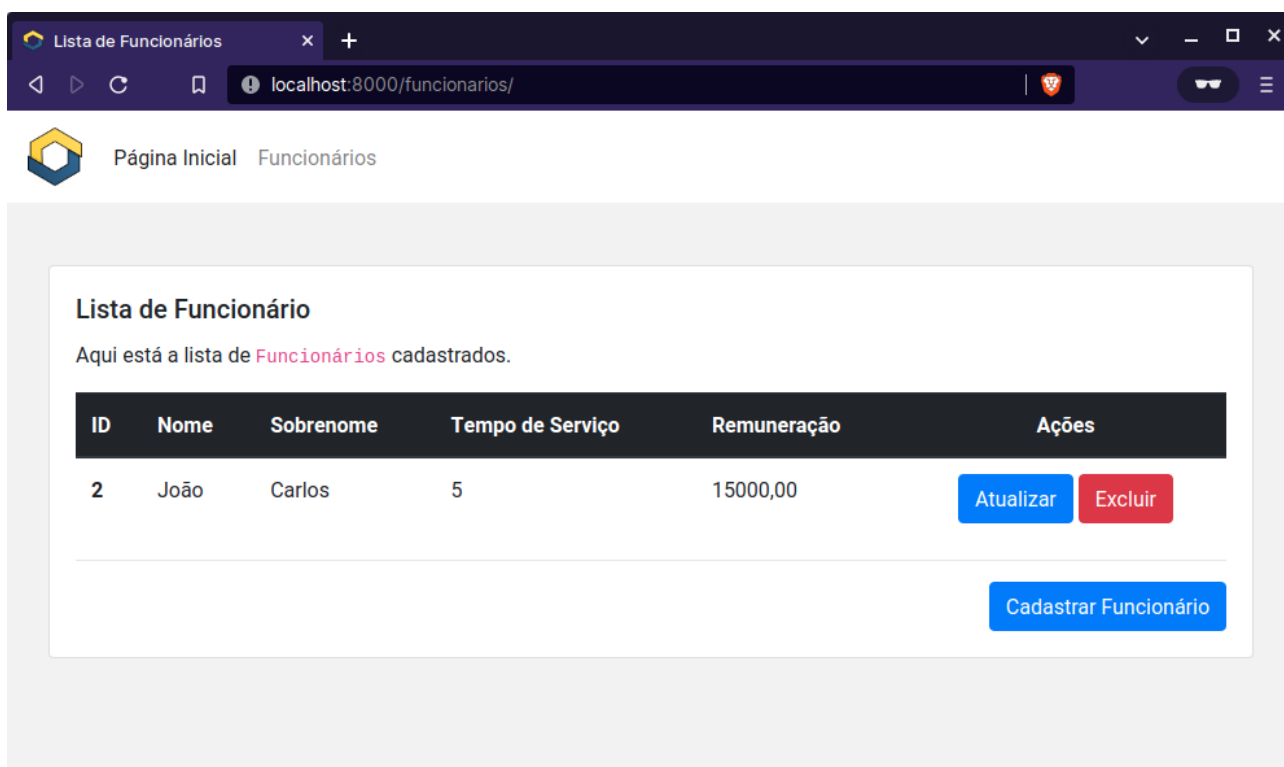 Lista de Funcionários
localhost:8000/funcionarios/
Página Inicial Funcionários
Lista de Funcionário
Aqui está a lista de Funcionários cadastrados.
ID Nome Sobrenome Tempo de Serviço Remuneração Ações
2 João Carlos 5 15000,00 Atualizar Excluir
Cadastrar Funcionário